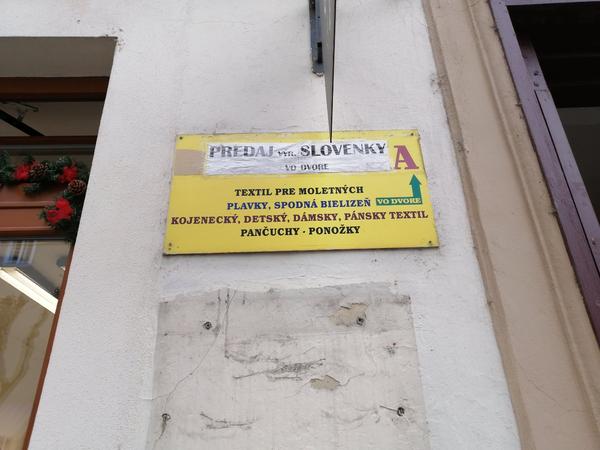 PREDAJ VÝR. SLOVENKY A
VO DVORE
TEXTIL PRE MOLETNÝCH
PLAVKY, SPODNÁ BIELIZEŇ VO DVORE
KOJENECKÝ, DETSKÝ, DÁMSKY, PÁNSKY TEXTIL
PANČUCHY · PONOŽKY